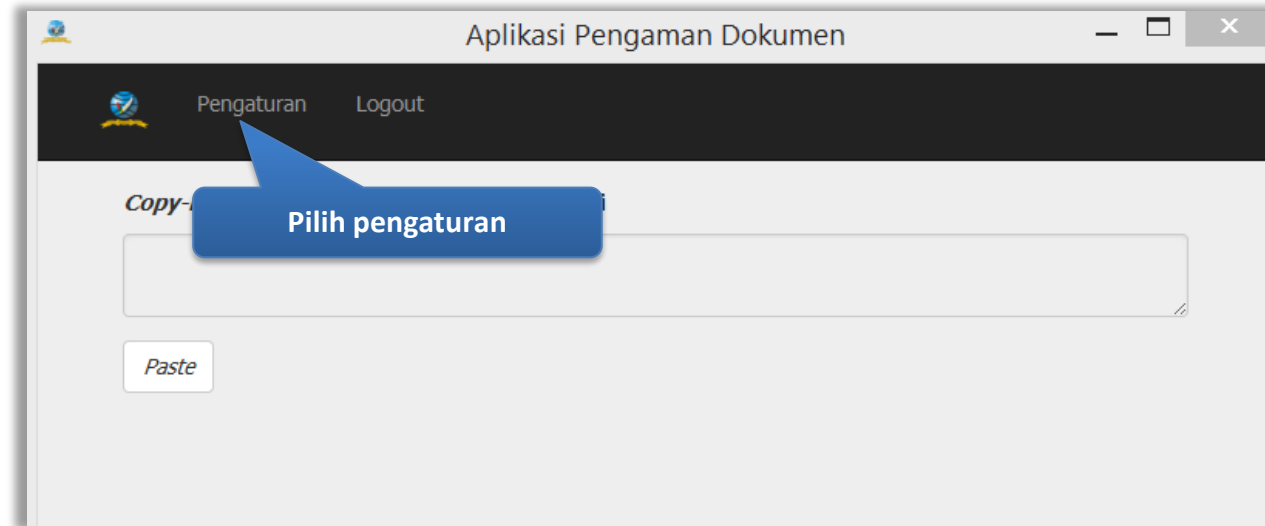 Aplikasi Pengaman Dokumen
Pengaturan Logout
Copy-
Pilih pengaturan
Paste